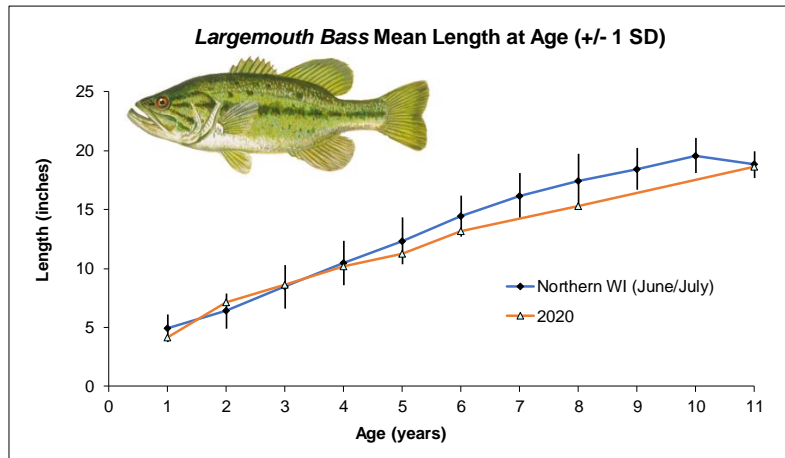 Largemouth Bass Mean Length at Age (+/- 1 SD)
25
20
15
10
5
0
Length (inches)
Northern WI (June/July)
2020
0 1 2 3 4 5 6 7 8 9 10 11
Age (years)